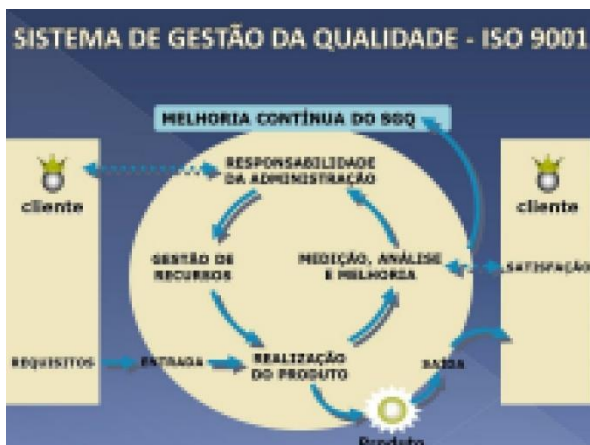 SISTEMA DE GESTÃO DA QUALIDADE - ISO 9001
MELHORIA CONTÍNUA DO SGQ
cliente
RESPONSABILIDADE
DA ADMINISTRAÇÃO
cliente
GESTÃO DE
RECURSOS
MEDIÇÃO, ANÁLISE
E MELHORIA
SATISFAÇÃO
REQUISITOS
ENTRADA
REALIZAÇÃO
DO PRODUTO
SAÍDA
Produto